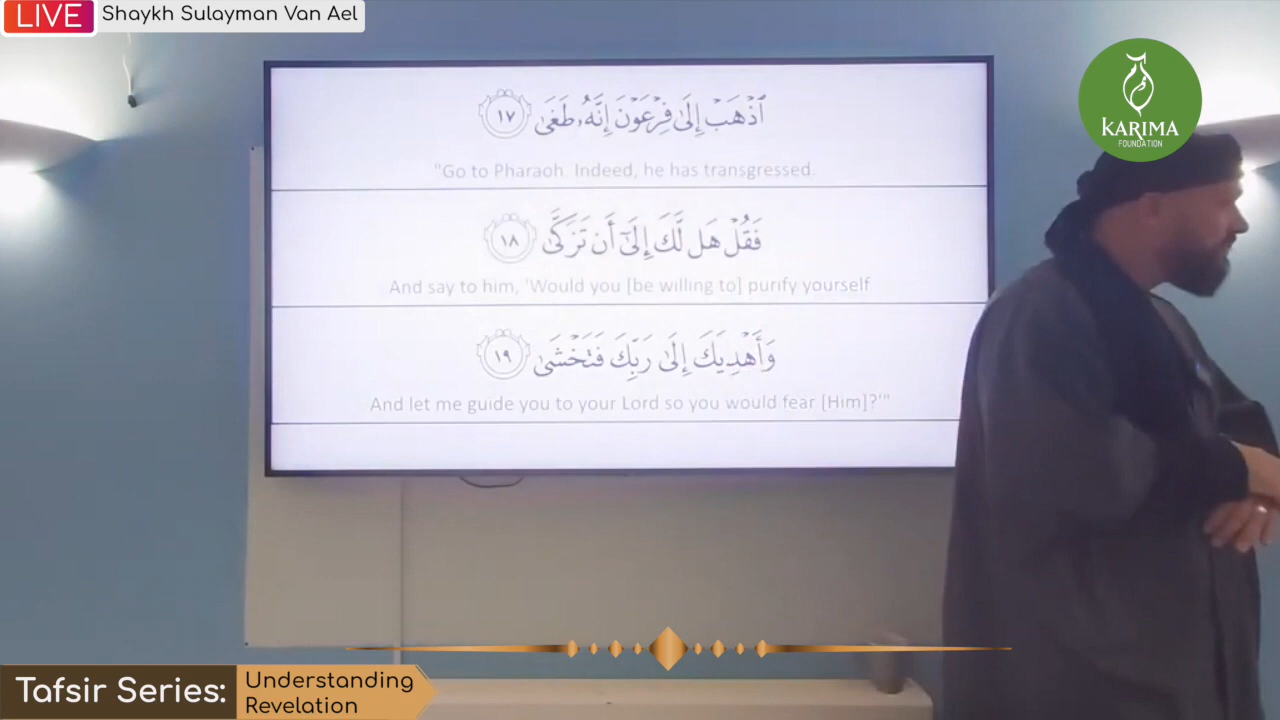 LIVE
Shaykh Sulayman Van Ael
KARIMA
FOUNDATION
ٱذْهَبْ إِلَىٰ فِرْعَوْنَ إِنَّهُۥ طَغَىٰ ١٧
"Go to Pharaoh. Indeed, he has transgressed.
فَقُلْ هَل لَّكَ إِلَىٰٓ أَن تَزَكَّىٰ ١٨
And say to him, 'Would you [be willing to] purify yourself
وَأَهْدِيَكَ إِلَىٰ رَبِّكَ فَتَخْشَىٰ ١٩
And let me guide you to your Lord so you would fear [Him]?'"
Tafsir Series:
Understanding
Revelation